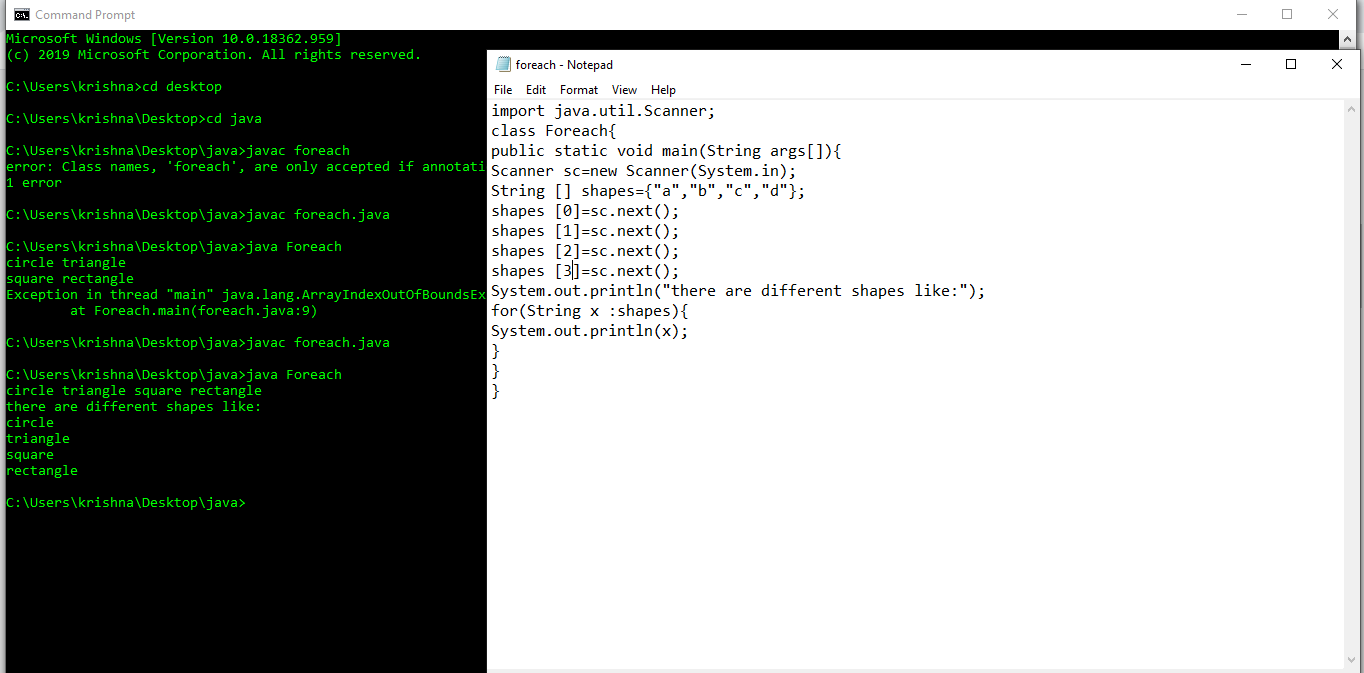 Command Prompt
Microsoft Windows [Version 10.0.18362.959]
(c) 2019 Microsoft Corporation. All rights reserved.
C:\Users\krishna>cd desktop
C:\Users\krishna\Desktop>cd java
C:\Users\krishna\Desktop\java>javac foreach
error: Class names, 'foreach', are only accepted if annotati
1 error
C:\Users\krishna\Desktop\java>javac foreach.java
C:\Users\krishna\Desktop\java>java Foreach
circle triangle
square rectangle
Exception in thread "main" java.lang.ArrayIndexOutOfBoundsEx
at Foreach.main(foreach.java:9)
C:\Users\krishna\Desktop\java>javac foreach.java
C:\Users\krishna\Desktop\java>java Foreach
circle triangle square rectangle
there are different shapes like:
circle
triangle
square
rectangle
C:\Users\krishna\Desktop\java>
foreach - Notepad
File Edit Format View Help
import java.util.Scanner;
class Foreach{
public static void main(String args[]){
Scanner sc=new Scanner(System.in);
String [] shapes={"a","b","c","d"};
shapes [0]=sc.next();
shapes [1]=sc.next();
shapes [2]=sc.next();
shapes [3]=sc.next();
System.out.println("there are different shapes like:");
for(String x :shapes){
System.out.println(x);
}
}
}